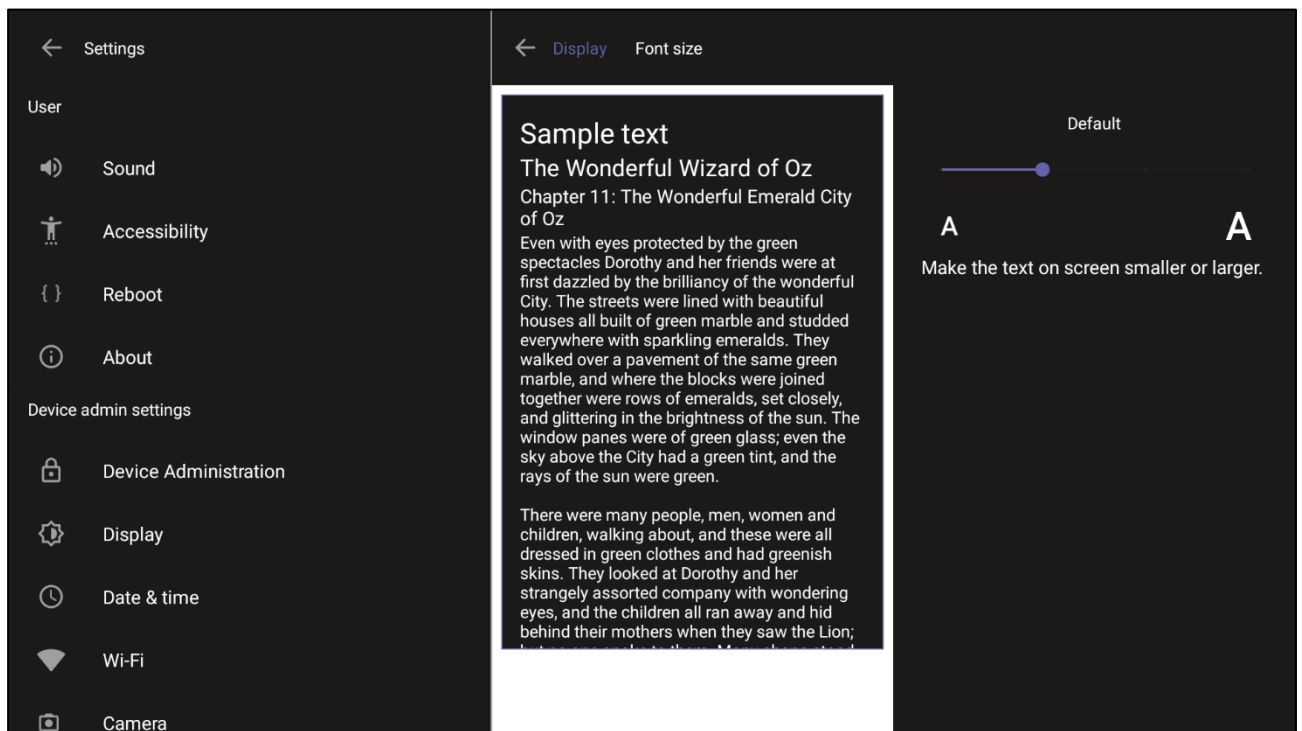 Settings
User
Sound
Accessibility
Reboot
About
Device admin settings
Device Administration
Display
Date & time
Wi-Fi
Camera
Display Font size
Sample text
The Wonderful Wizard of Oz
Chapter 11: The Wonderful Emerald City
of Oz
Even with eyes protected by the green
spectacles Dorothy and her friends were at
first dazzled by the brilliancy of the wonderful
City. The streets were lined with beautiful
houses all built of green marble and studded
everywhere with sparkling emeralds. They
walked over a pavement of the same green
marble, and where the blocks were joined
together were rows of emeralds, set closely,
and glittering in the brightness of the sun. The
window panes were of green glass; even the
sky above the City had a green tint, and the
rays of the sun were green.
There were many people, men, women and
children, walking about, and these were all
dressed in green clothes and had greenish
skins. They looked at Dorothy and her
strangely assorted company with wondering
eyes, and the children all ran away and hid
behind their mothers when they saw the Lion;
Default
A A
Make the text on screen smaller or larger.